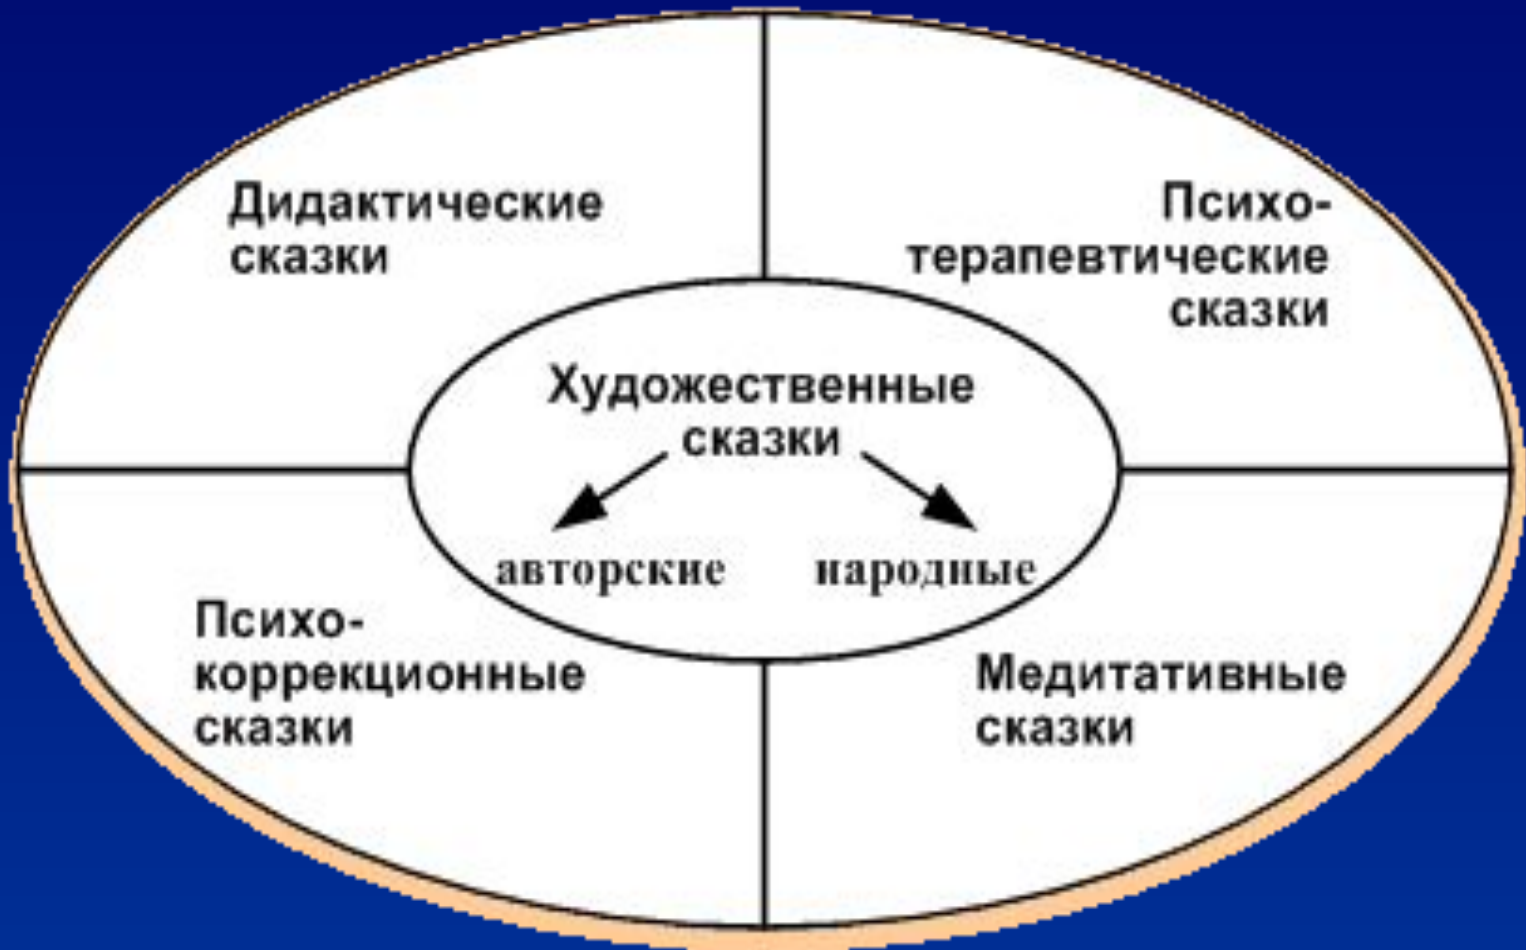 Дидактические
сказки
Психо-
терапевтические
сказки
Художественные
сказки
авторские народные
Психо-
коррекционные
сказки
Медитативные
сказки